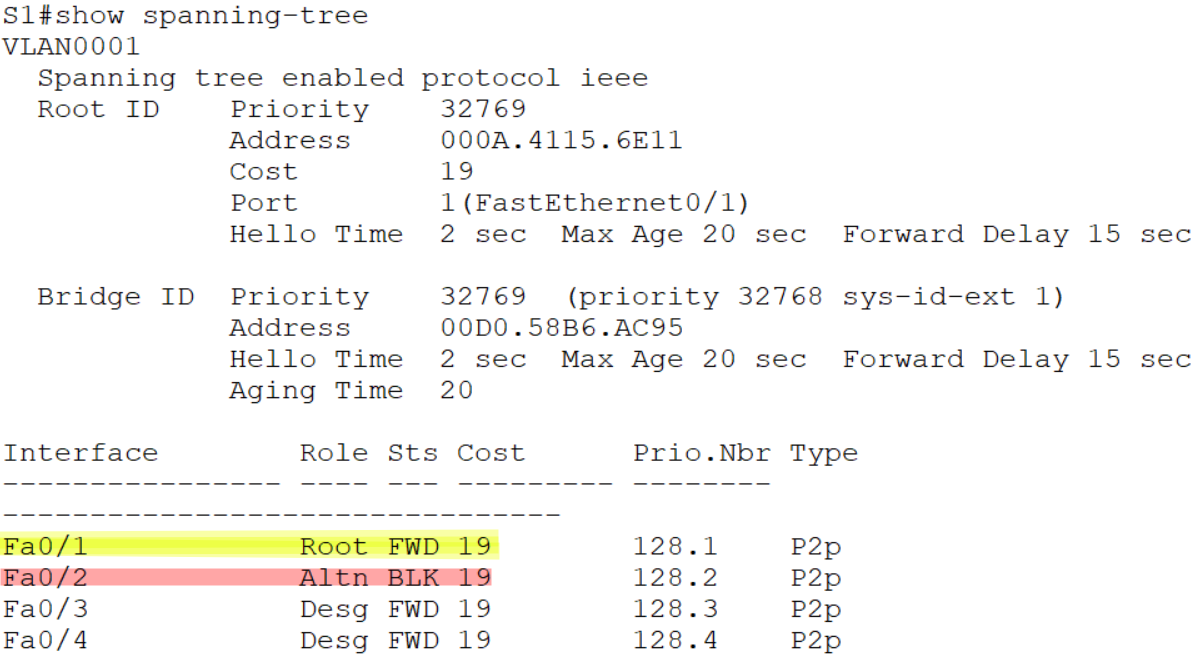 S1#show spanning-tree
VLAN0001
  Spanning tree enabled protocol ieee
  Root ID    Priority    32769
             Address     000A.4115.6E11
             Cost        19
             Port        1(FastEthernet0/1)
             Hello Time  2 sec  Max Age 20 sec  Forward Delay 15 sec

  Bridge ID  Priority    32769  (priority 32768 sys-id-ext 1)
             Address     00D0.58B6.AC95
             Hello Time  2 sec  Max Age 20 sec  Forward Delay 15 sec
             Aging Time  20

Interface        Role Sts Cost      Prio.Nbr Type
---------------- ---- --- --------- --------
--------------------------------
Fa0/1            Root FWD 19        128.1    P2p
Fa0/2            Altn BLK 19        128.2    P2p
Fa0/3            Desg FWD 19        128.3    P2p
Fa0/4            Desg FWD 19        128.4    P2p